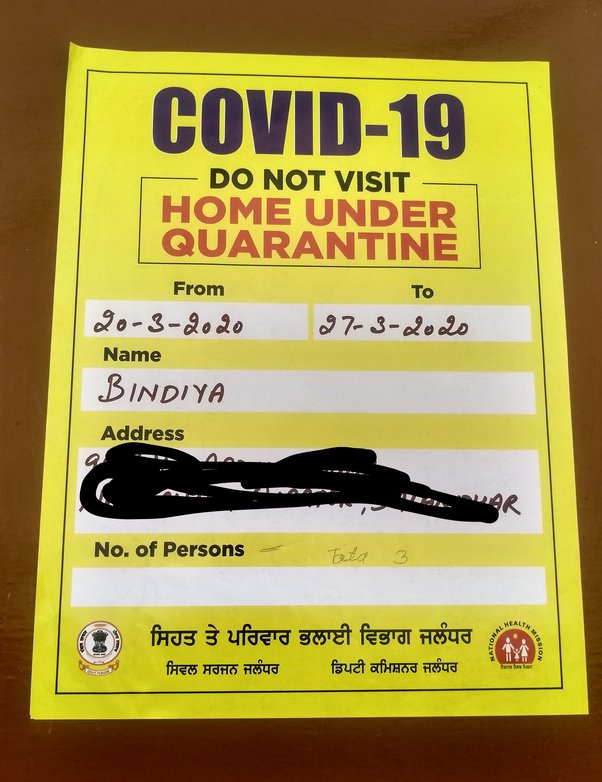 COVID-19
DO NOT VISIT
HOME UNDER
QUARANTINE
From To
20-3-2020 27-3-2020
Name
BINDIYA
Address
No. of Persons = Total 3
ਸਿਹਤ ਤੇ ਪਰਿਵਾਰ ਭਲਾਈ ਵਿਭਾਗ ਜਲੰਧਰ
ਸਿਵਲ ਸਰਜਨ ਜਲੰਧਰ ਡਿਪਟੀ ਕਮਿਸ਼ਨਰ ਜਲੰਧਰ
NATIONAL HEALTH MISSION